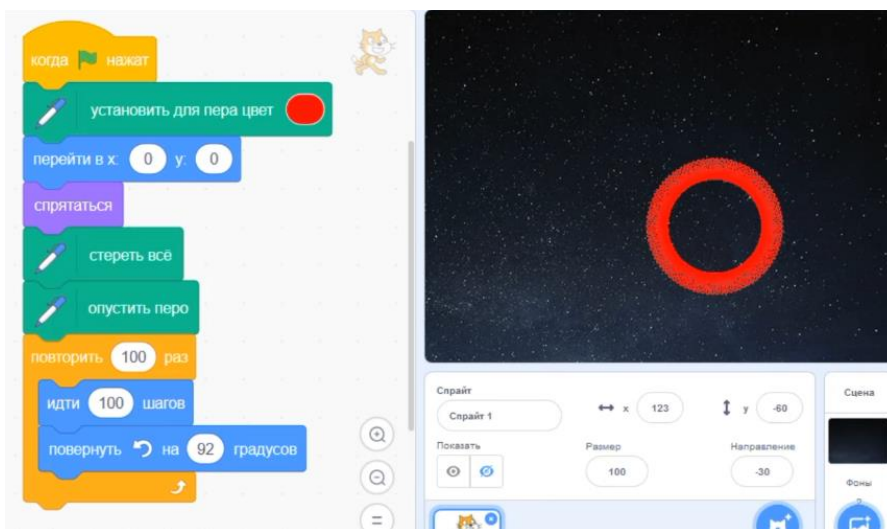 когда нажат
установить для пера цвет
перейти в x: 0 y: 0
спрятаться
стереть всё
опустить перо
повторить 100 раз
идти 100 шагов
повернуть на 92 градусов
Спрайт
Спрайт 1
x 123
y -60
Показать
Размер
100
Направление
-30
Сцена
Фоны